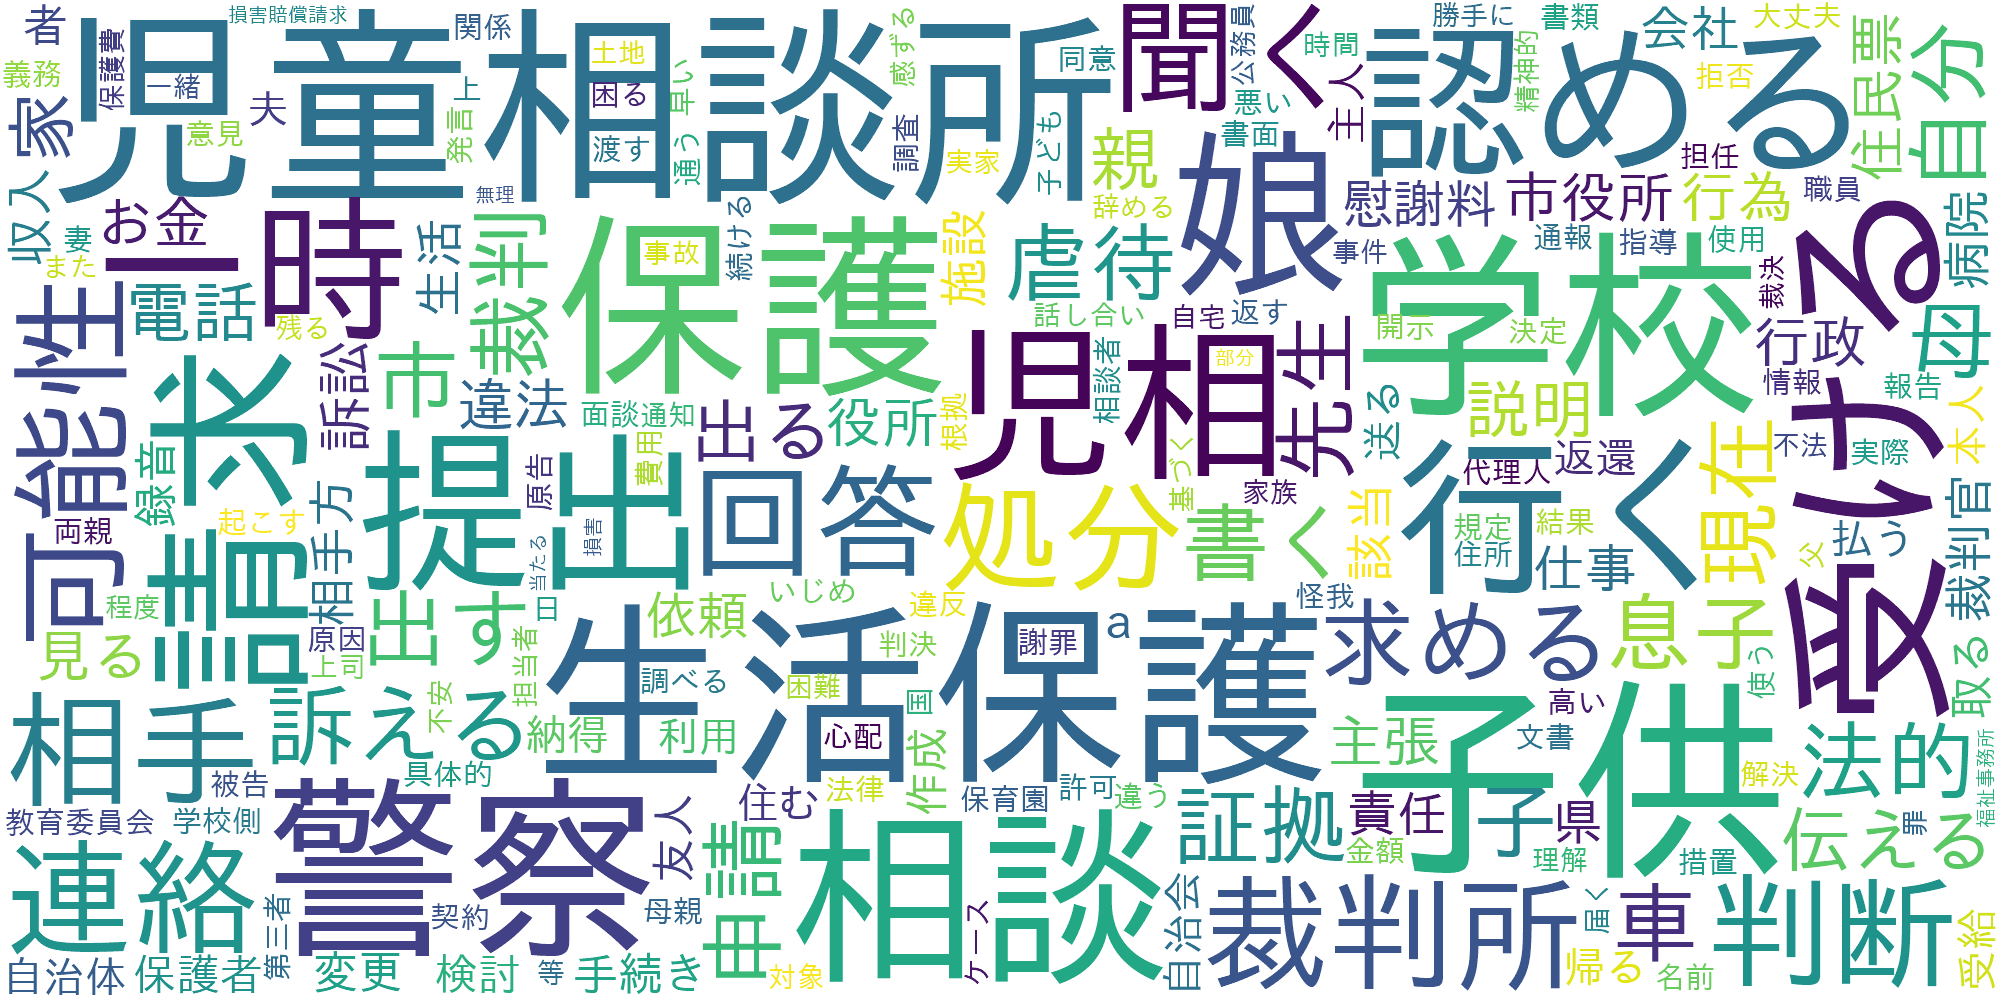 児童相談所
聞く
認める
自分
娘
学校
受ける
保護
一時
児相
生活保護
子供
相談
警察
請求
提出
回答
処分
行く
可能性
相手
訴える
連絡
裁判所
判断
求める
息子
現在
先生
虐待
親
家
者
義務
保護費
一緒
夫
関係
損害賠償請求
土地
困る
渡す
早い
上
発言
意見
感ずる
調査
実家
通う
同意
子ども
公務員
時間
悪い
書面
主人
勝手に
書類
会社
大丈夫
拒否
精神的
住民票
担任
職員
市役所
行為
慰謝料
病院
母
行政
裁決
情報
報告
使用
指導
通報
事件
辞める
無理
続ける
事故
施設
話し合い
自宅
返す
相談者
部分
開示
決定
説明
送る
返還
代理人
家族
基づく
根拠
規定
住所
結果
該当
仕事
書く
不法
実際
本人
払う
父
裁判官
取る
使う
収人
妻
また
お金
電話
残る
生活
裁判
訴訟
市
違法
面談
通知
出る
役所
録音
両親
起こす
相手方
原告
費用
損害
当たる
日
程度
見る
原因
上司
出す
依頼
いじめ
違反
怪我
a
謝罪
判決
調べる
困難
担当者
不安
納得
利用
心配
国
作成
主張
高い
文書
法的
解決
福祉事務所
罪
伝える
具体的
被告
教育委員会
学校側
住む
法律
保育園
許可
違う
証拠
責任
子
県
金額
理解
措置
友人
申請
母親
契約
第三者
自治体
保護者
変更
検討
等
手続き
対象
ケース
自治会
届く
車
帰る
名前
受給